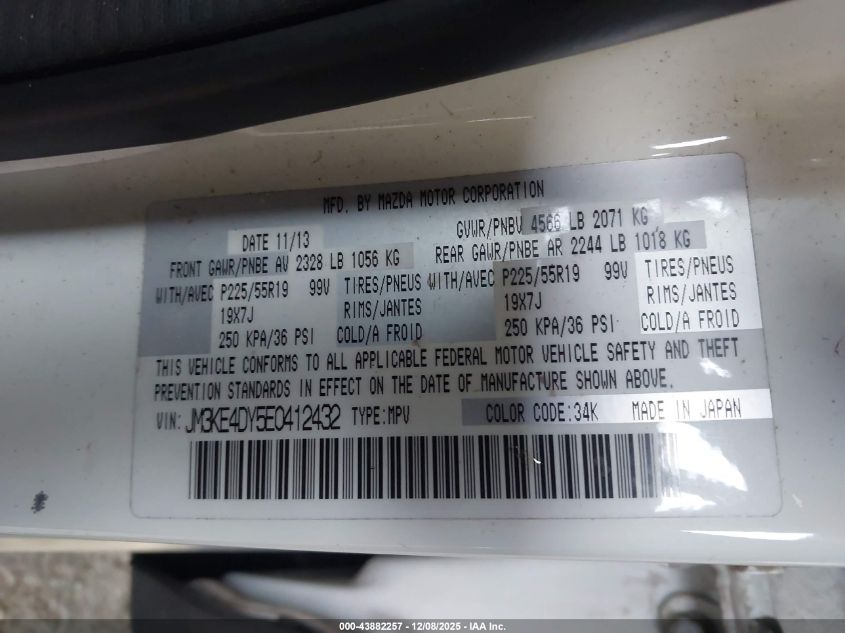 MFD. BY MAZDA MOTOR CORPORATION
DATE 11/13 GVWR/PNBV 4566 LB 2071 KG
FRONT GAWR/PNBE AV 2328 LB 1056 KG REAR GAWR/PNBE AR 2244 LB 1018 KG
WITH/AVEC P225/55R19 99V TIRES/PNEUS WITH/AVEC P225/55R19 99V TIRES/PNEUS
19X7J RIMS/JANTES 19X7J RIMS/JANTES
250 KPA/36 PSI COLD/A FROID 250 KPA/36 PSI COLD/A FROID
THIS VEHICLE CONFORMS TO ALL APPLICABLE FEDERAL MOTOR VEHICLE SAFETY AND THEFT
PREVENTION STANDARDS IN EFFECT ON THE DATE OF MANUFACTURE SHOWN ABOVE.
VIN: JM3KE4DY5E0412432 TYPE:MPV COLOR CODE:34K MADE IN JAPAN
000-43882257 - 12/08/2025 - IAA Inc.